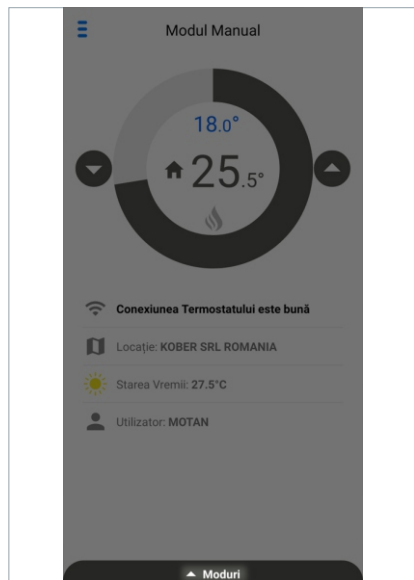 Modul Manual
18.0°
25.5°
Conexiunea Termostatului este bună
Locație: KOBER SRL ROMANIA
Starea Vremii: 27.5°C
Utilizator: MOTAN
Moduri